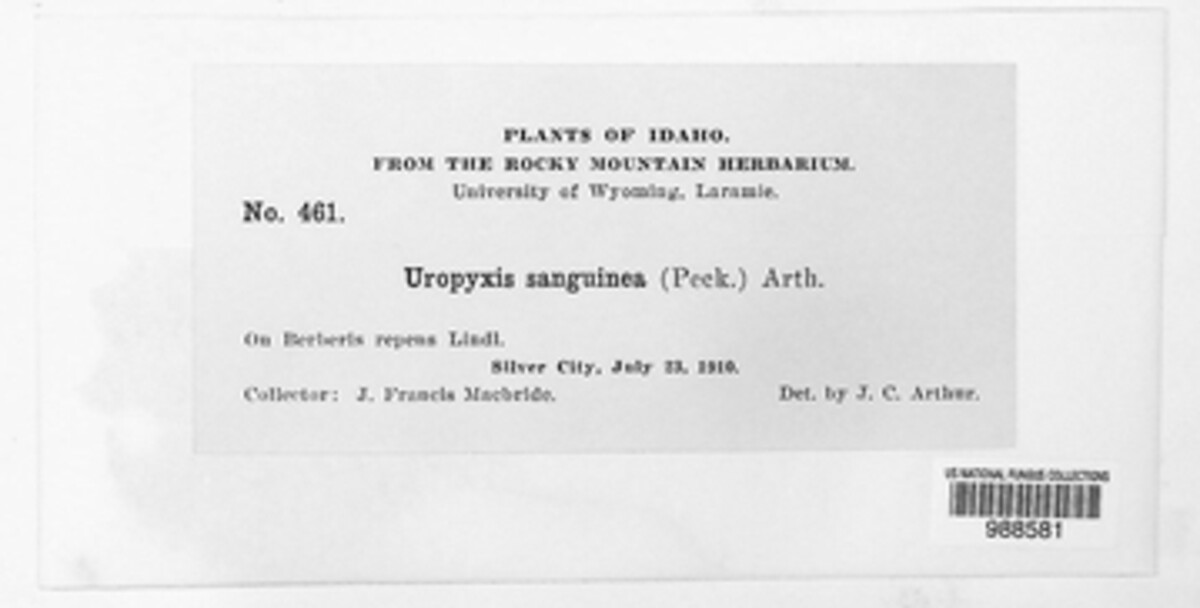 PLANTS OF IDAHO.
FROM THE ROCKY MOUNTAIN HERBARIUM.
University of Wyoming, Laramie.
No. 461.
Uropyxis sanguinea (Peck.) Arth.
On Berberis repens Lindl.
Silver City, July 23, 1910.
Collector: J. Francis Macbride.
Det. by J. C. Arthur.
US NATIONAL FUNGUS COLLECTIONS
988581